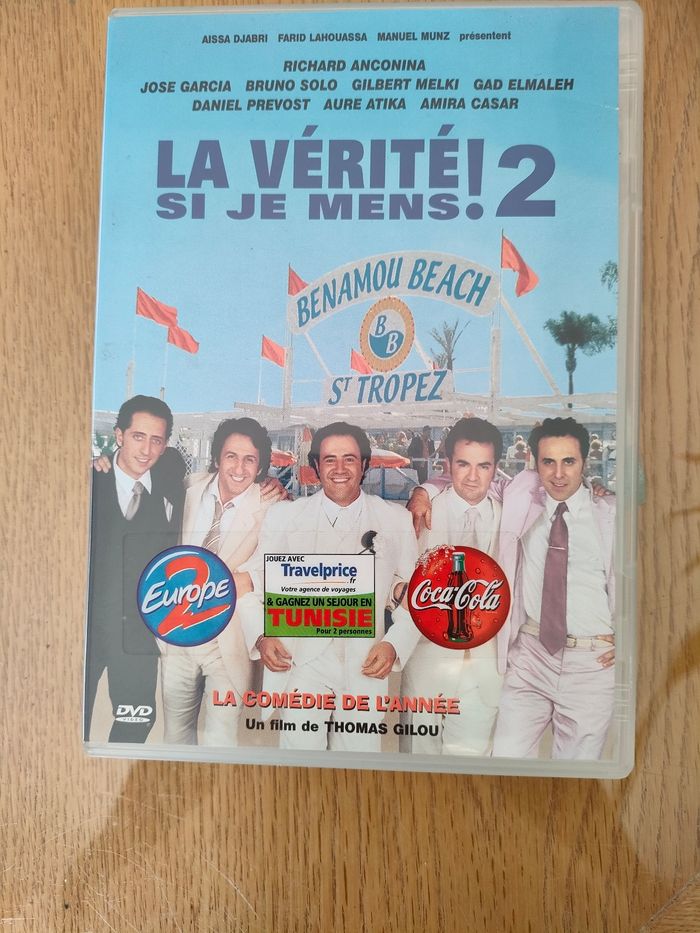 AISSA DJABRI FARID LAHOUASSA MANUEL MUNZ présentent
RICHARD ANCONINA
JOSE GARCIA BRUNO SOLO GILBERT MELKI GAD ELMALEH
DANIEL PREVOST AURE ATIKA AMIRA CASAR
LA VÉRITÉ
SI JE MENS! 2
BENAMOU BEACH
B
B
ST TROPEZ
Europe 2
JOUEZ AVEC
Travelprice
.fr
Votre agence de voyages
& GAGNEZ UN SEJOUR EN
TUNISIE
Pour 2 personnes
Coca-Cola
LA COMÉDIE DE L'ANNÉE
Un film de THOMAS GILOU
DVD
VIDEO